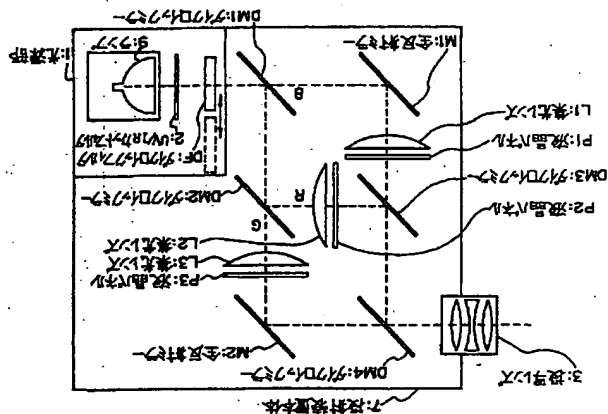 7:投射装置本体
3:投写レンズ
DM4:ダイクロイックミラー
M2:全反射ミラー
P3:液晶パネル
L3:集光レンズ
L2:集光レンズ
P2:液晶パネル
G
R
DM2:ダイクロイックミラー
DM3:ダイクロイックミラー
P1:液晶パネル
L1:集光レンズ
DF:ダイクロイックフィルタ
2:UV/IRカットフィルタ
B
ランプ
1:光源部
M1:全反射ミラー
DM1:ダイクロイックミラー